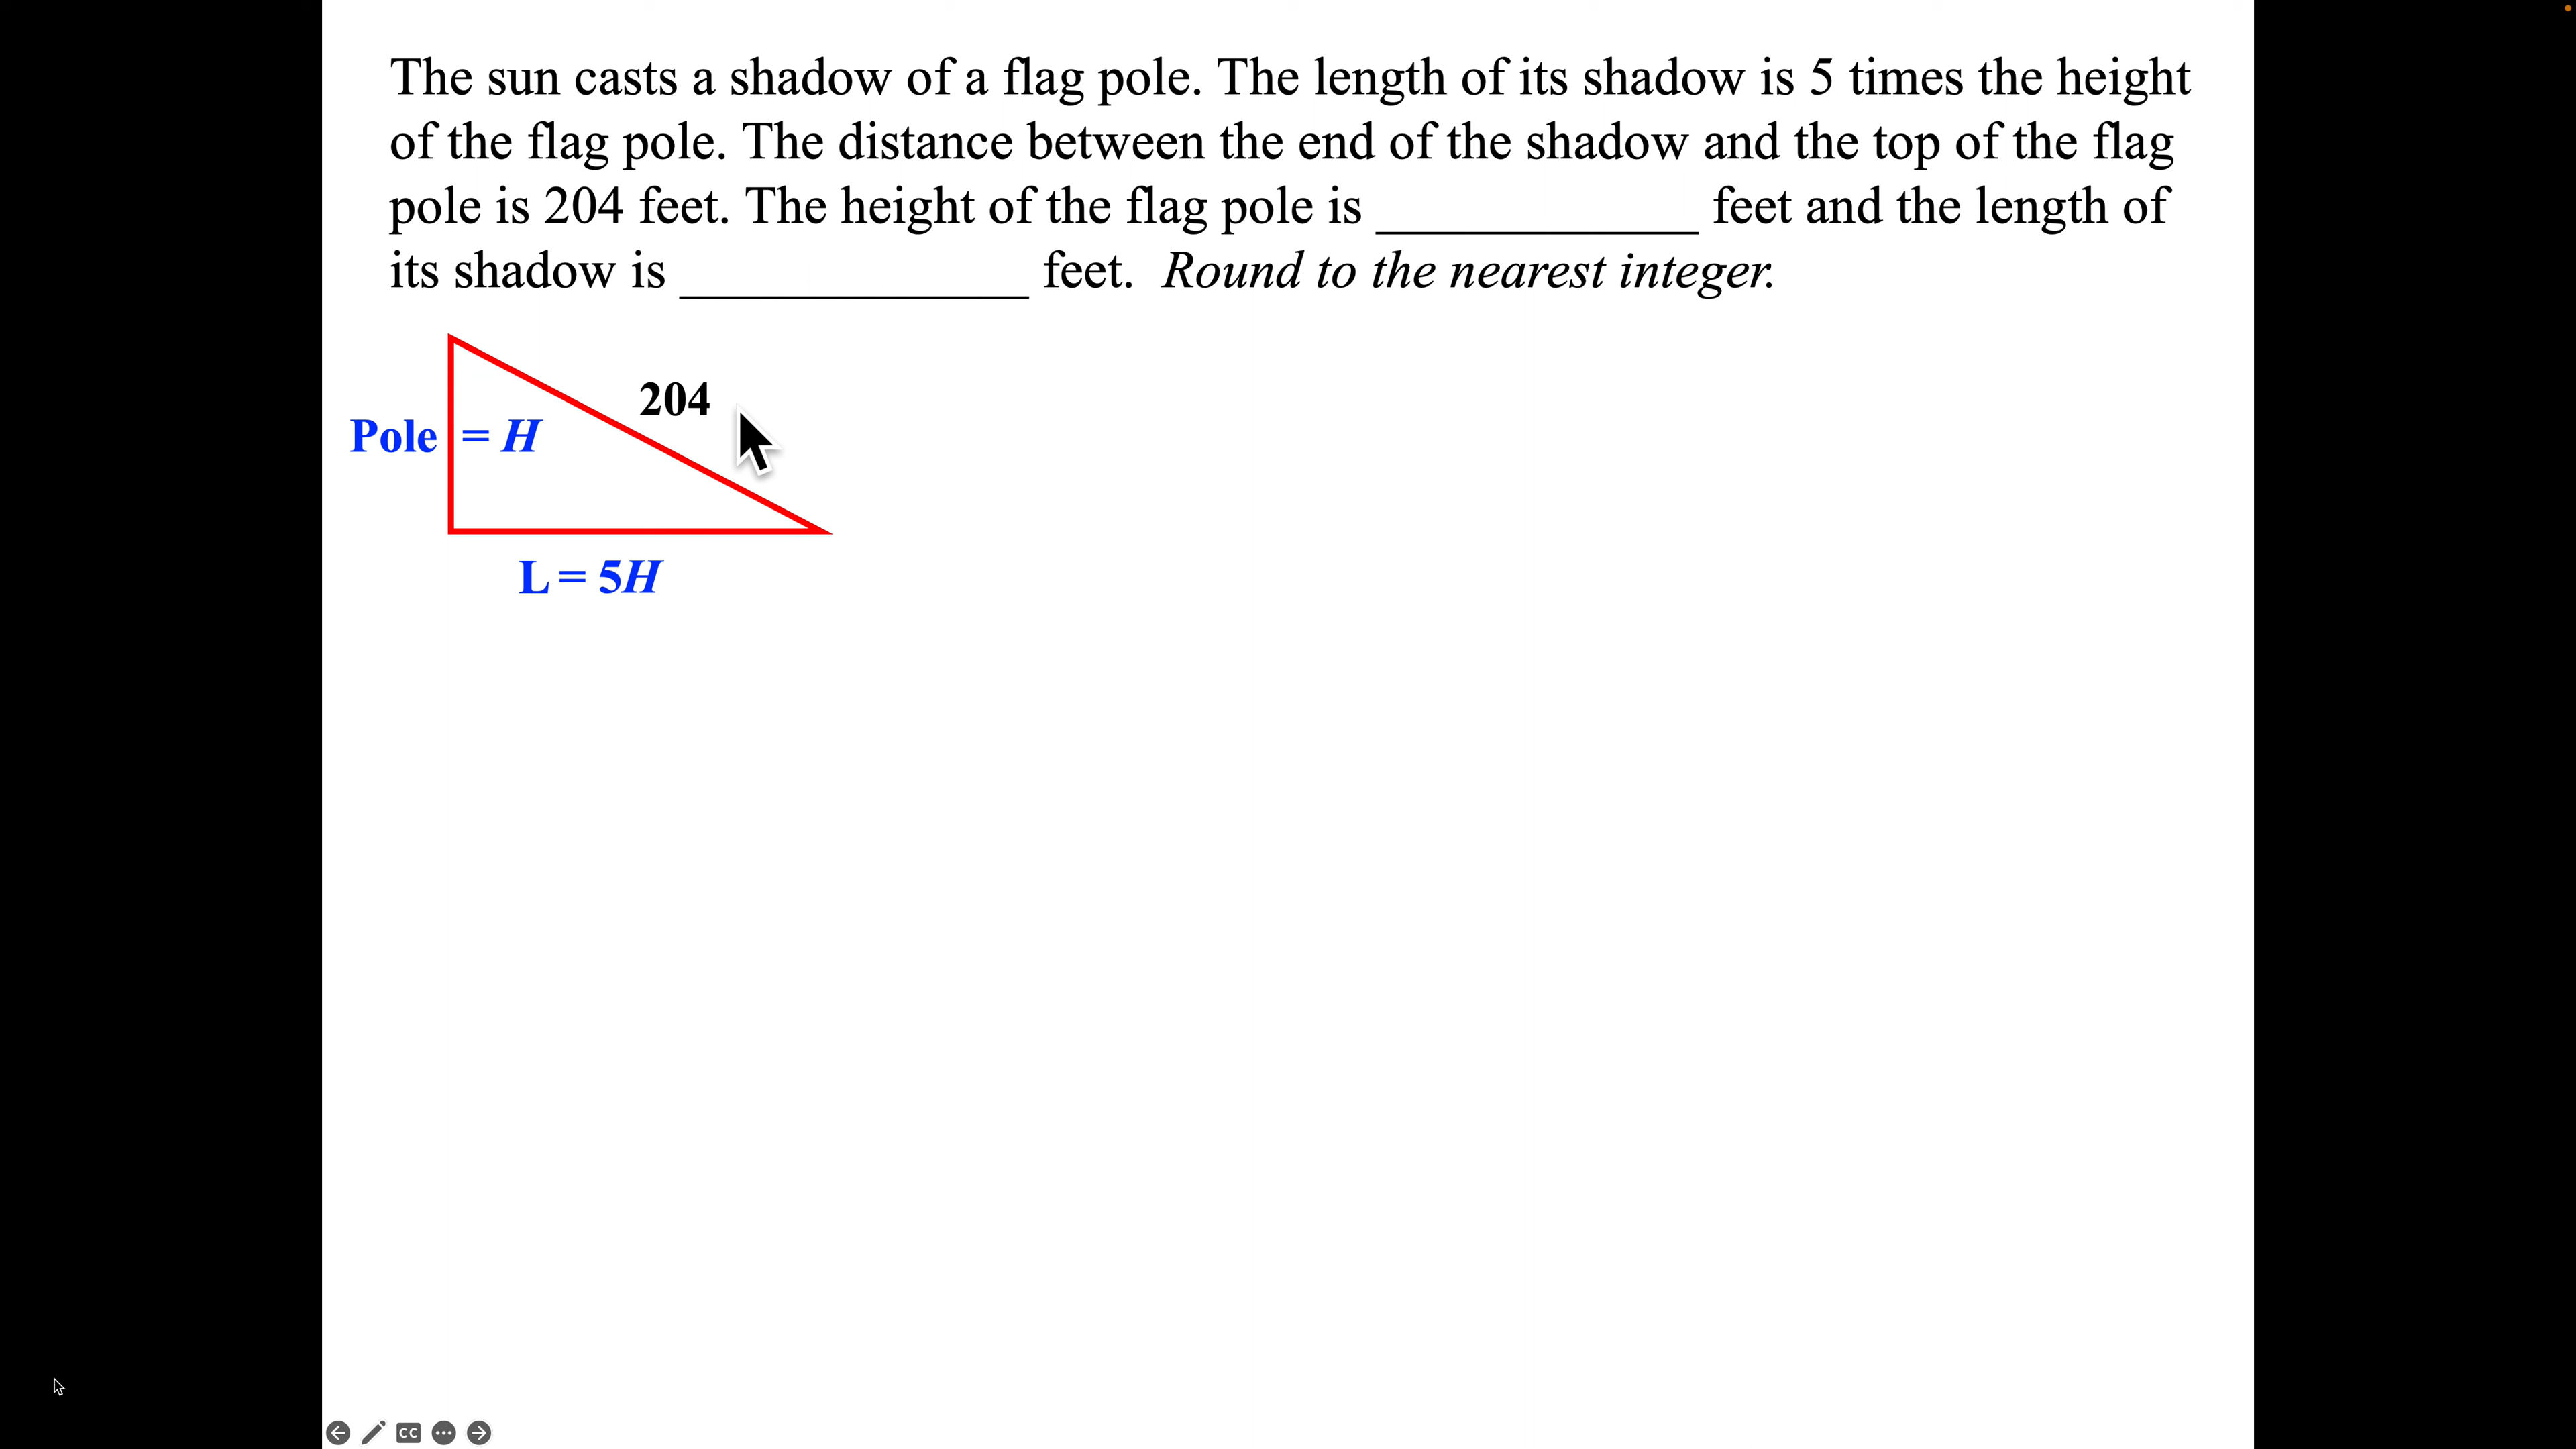 The sun casts a shadow of a flag pole. The length of its shadow is 5 times the height
of the flag pole. The distance between the end of the shadow and the top of the flag
pole is 204 feet. The height of the flag pole is ____________ feet and the length of
its shadow is _____________ feet. Round to the nearest integer.
204
Pole = H
L = 5H
CC